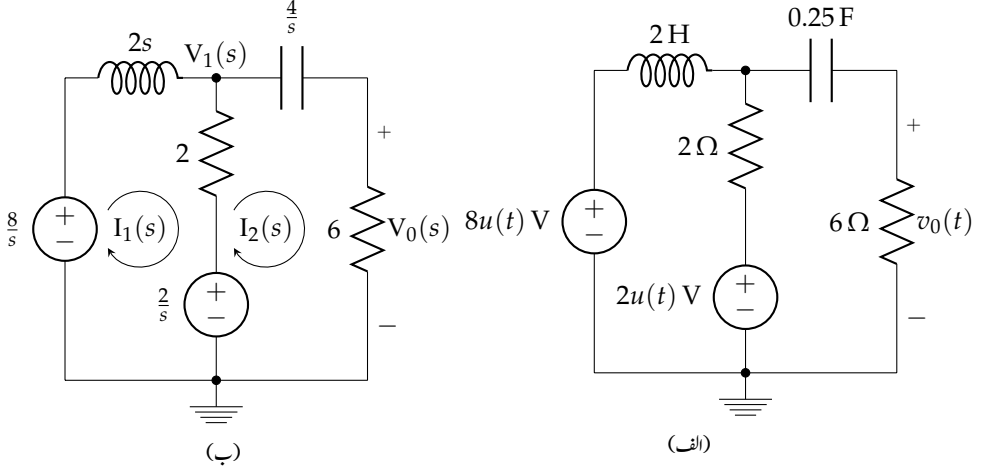 2s
V₁(s)
4/s
2
8/s
+
−
I₁(s)
I₂(s)
2/s
+
−
+
6
V₀(s)
−
(ب)
2 H
0.25 F
2 Ω
8u(t) V
+
−
2u(t) V
+
−
+
6 Ω
v₀(t)
−
(الف)